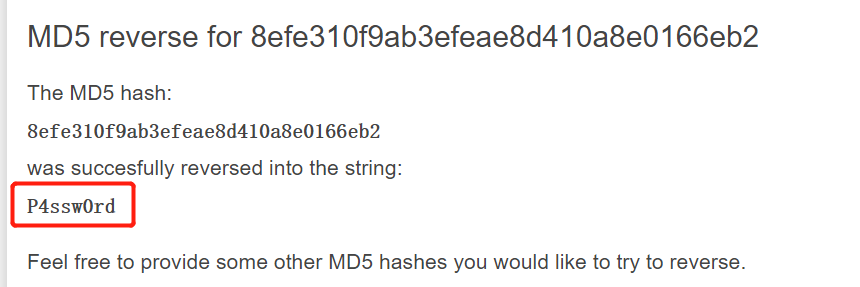 MD5 reverse for 8efe310f9ab3efeae8d410a8e0166eb2
The MD5 hash:
8efe310f9ab3efeae8d410a8e0166eb2
was succesfully reversed into the string:
P4ssw0rd
Feel free to provide some other MD5 hashes you would like to try to reverse.